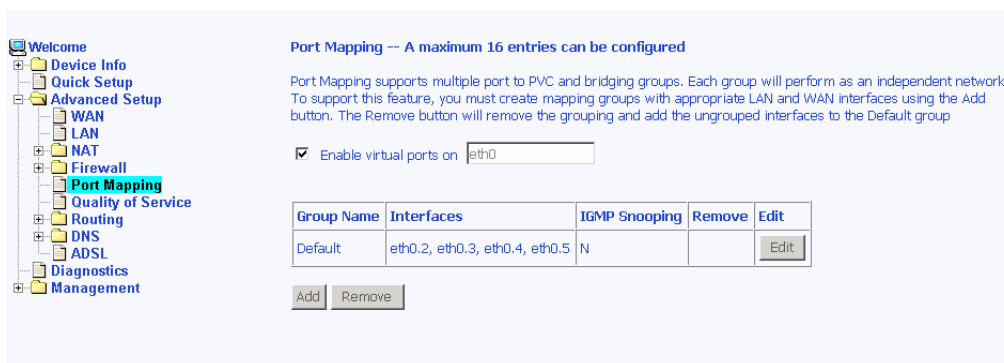 Welcome
Device Info
Quick Setup
Advanced Setup
WAN
LAN
NAT
Firewall
Port Mapping
Quality of Service
Routing
DNS
ADSL
Diagnostics
Management
Port Mapping -- A maximum 16 entries can be configured
Port Mapping supports multiple port to PVC and bridging groups. Each group will perform as an independent network
To support this feature, you must create mapping groups with appropriate LAN and WAN interfaces using the Add
button. The Remove button will remove the grouping and add the ungrouped interfaces to the Default group
Enable virtual ports on eth0
Group Name Interfaces IGMP Snooping Remove Edit
Default eth0.2, eth0.3, eth0.4, eth0.5 N Edit
Add Remove